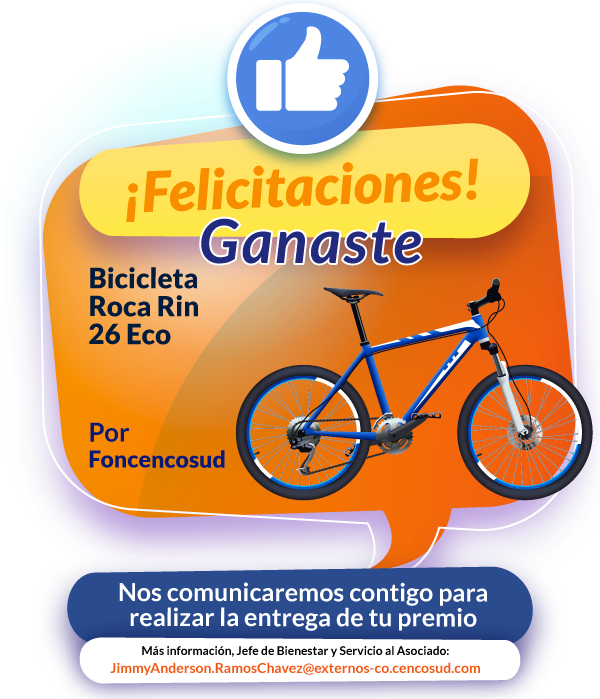 ¡Felicitaciones!
Ganaste
Bicicleta
Roca Rin
26 Eco
Por
Foncencosud
Nos comunicaremos contigo para
realizar la entrega de tu premio
Más información, Jefe de Bienestar y Servicio al Asociado:
JimmyAnderson.RamosChavez@externos-co.cencosud.com